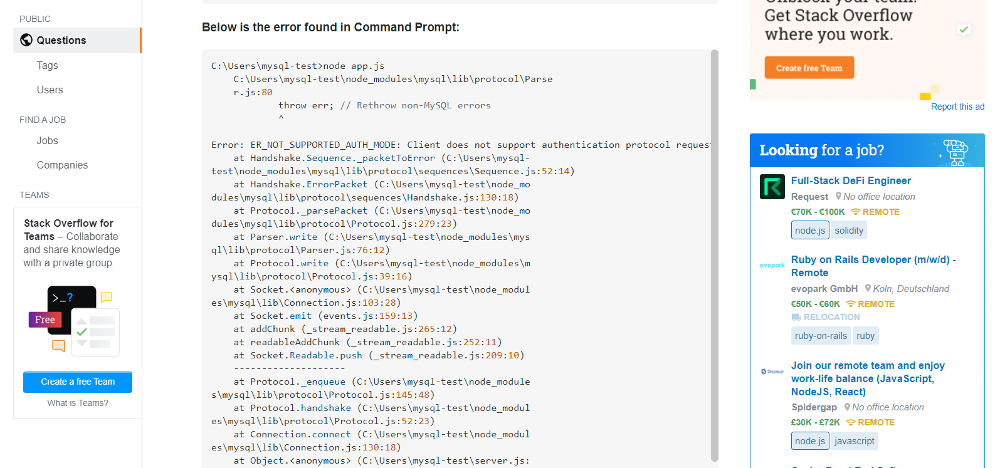 PUBLIC
Questions
Tags
Users
FIND A JOB
Jobs
Companies
TEAMS
Stack Overflow for
Teams – Collaborate
and share knowledge
with a private group.
>_?
Free
Create a free Team
What is Teams?
Below is the error found in Command Prompt:
C:\Users\mysql-test>node app.js
C:\Users\mysql-test\node_modules\mysql\lib\protocol\Parse
r.js:80
throw err; // Rethrow non-MySQL errors
^
Error: ER_NOT_SUPPORTED_AUTH_MODE: Client does not support authentication protocol request
at Handshake.Sequence._packetToError (C:\Users\mysql-
test\node_modules\mysql\lib\protocol\sequences\Sequence.js:52:14)
at Handshake.ErrorPacket (C:\Users\mysql-test\node_mo
dules\mysql\lib\protocol\sequences\Handshake.js:130:18)
at Protocol._parsePacket (C:\Users\mysql-test\node_mo
dules\mysql\lib\protocol\Protocol.js:279:23)
at Parser.write (C:\Users\mysql-test\node_modules\mys
ql\lib\protocol\Parser.js:76:12)
at Protocol.write (C:\Users\mysql-test\node_modules\m
ysql\lib\protocol\Protocol.js:39:16)
at Socket.<anonymous> (C:\Users\mysql-test\node_modul
es\mysql\lib\Connection.js:103:28)
at Socket.emit (events.js:159:13)
at addChunk (_stream_readable.js:265:12)
at readableAddChunk (_stream_readable.js:252:11)
at Socket.Readable.push (_stream_readable.js:209:10)
--------------------
at Protocol._enqueue (C:\Users\mysql-test\node_module
s\mysql\lib\protocol\Protocol.js:145:48)
at Protocol.handshake (C:\Users\mysql-test\node_modul
es\mysql\lib\protocol\Protocol.js:52:23)
at Connection.connect (C:\Users\mysql-test\node_modul
es\mysql\lib\Connection.js:130:18)
at Object.<anonymous> (C:\Users\mysql-test\server.js:
Unblock your team.
Get Stack Overflow
where you work.
Create free Team
Report this ad
Looking for a job?
Full-Stack DeFi Engineer
Request No office location
€70K - €100K REMOTE
node.js solidity
evopark
Ruby on Rails Developer (m/w/d) -
Remote
evopark GmbH Köln, Deutschland
€50K - €60K REMOTE
RELOCATION
ruby-on-rails ruby
Spidergap
Join our remote team and enjoy
work-life balance (JavaScript,
NodeJS, React)
Spidergap No office location
£30K - £72K REMOTE
node.js javascript